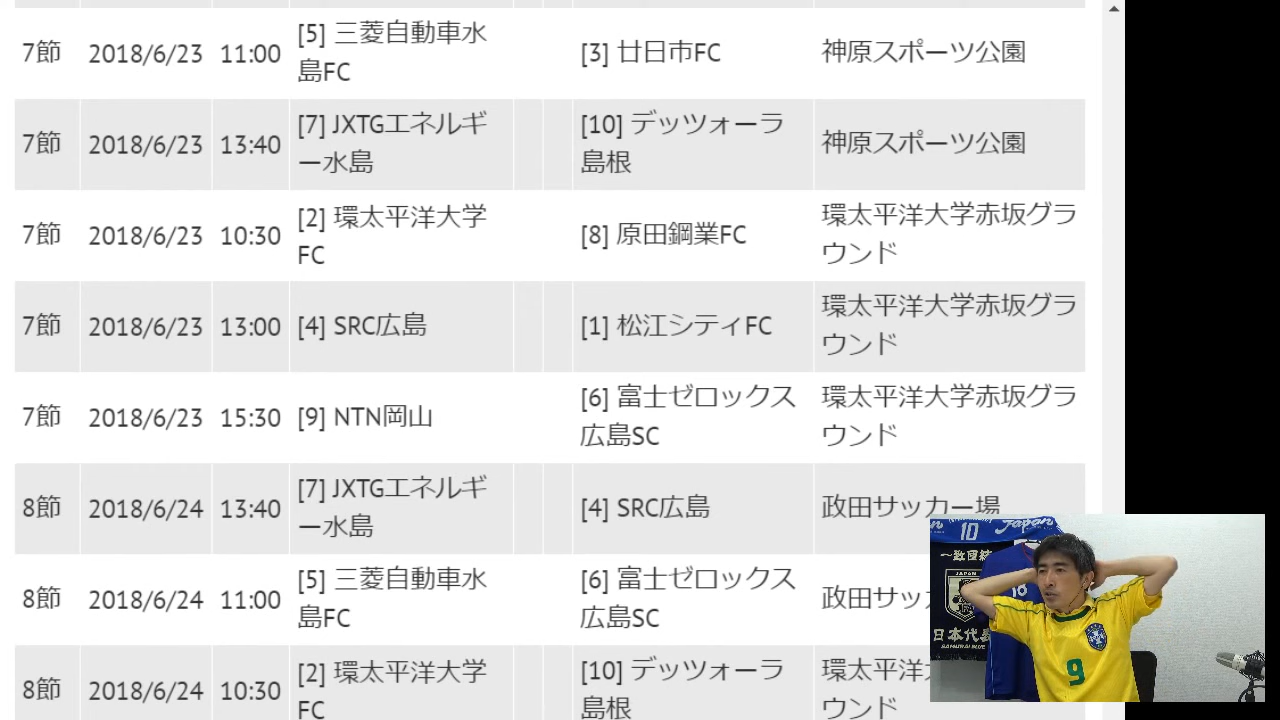 [5] 三菱自動車水
7節 2018/6/23 11:00 島FC [3] 廿日市FC 神原スポーツ公園
[7] JXTGエネルギ [10] デッツォーラ
7節 2018/6/23 13:40 ー水島 島根 神原スポーツ公園
[2] 環太平洋大学 環太平洋大学赤坂グラ
7節 2018/6/23 10:30 FC [8] 原田鋼業FC ウンド
環太平洋大学赤坂グラ
7節 2018/6/23 13:00 [4] SRC広島 [1] 松江シティFC ウンド
[6] 富士ゼロックス 環太平洋大学赤坂グラ
7節 2018/6/23 15:30 [9] NTN岡山 広島SC ウンド
[7] JXTGエネルギ
8節 2018/6/24 13:40 ー水島 [4] SRC広島 政田サッカー場
[5] 三菱自動車水 [6] 富士ゼロックス
8節 2018/6/24 11:00 島FC 広島SC 政田サッ
[2] 環太平洋大学 [10] デッツォーラ 環太平洋
8節 2018/6/24 10:30 FC 島根 ウンド
10 Japan
JAPAN
日本代表
SAMURAI BLUE
9